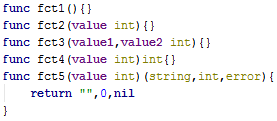 func fct1(){}
func fct2(value int){}
func fct3(value1,value2 int){}
func fct4(value int)int{}
func fct5(value int)(string,int,error){
    return "",0,nil
}